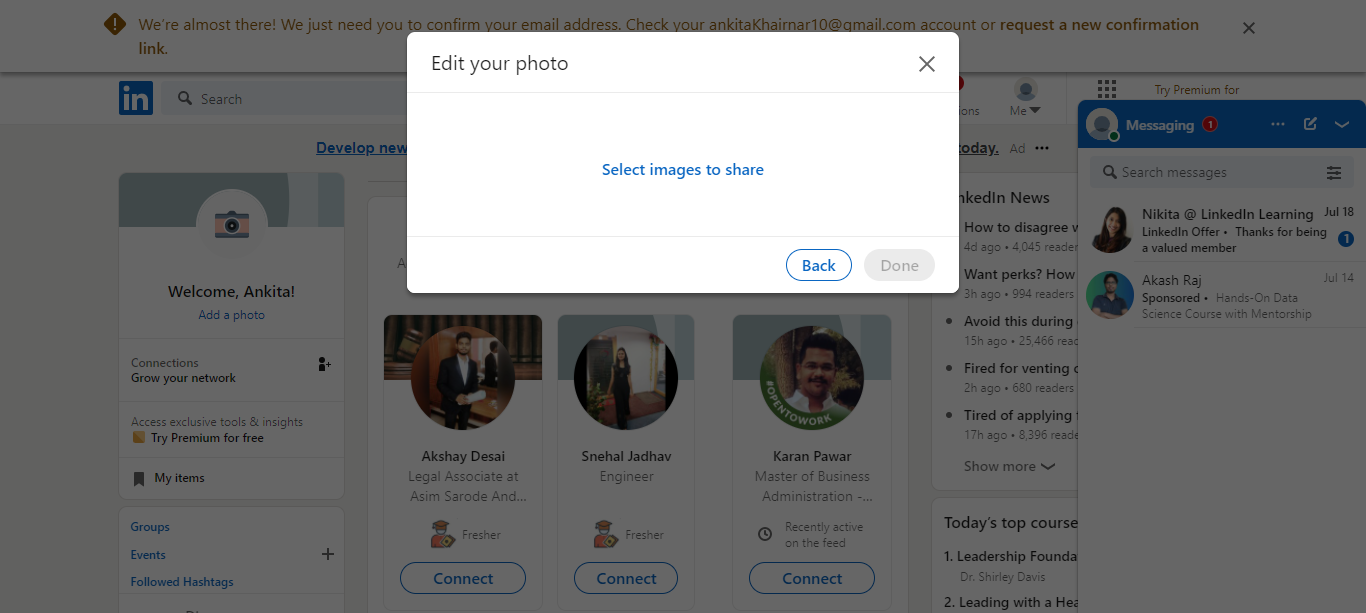 We're almost there! We just need you to confirm your email address. Check your ankitaKhairnar10@gmail.com account or request a new confirmation
link.
Edit your photo
Select images to share
Back
Done
in
Search
Me
Try Premium for
Develop new
today.
Ad
Welcome, Ankita!
Add a photo
Connections
Grow your network
Access exclusive tools & insights
Try Premium for free
My items
Groups
Events
Followed Hashtags
Akshay Desai
Legal Associate at
Asim Sarode And...
Fresher
Connect
Snehal Jadhav
Engineer
Fresher
Connect
#OPENTOWORK
Karan Pawar
Master of Business
Administration -...
Recently active
on the feed
Connect
LinkedIn News
How to disagree
4d ago • 4,045 readers
Want perks? How
3h ago • 994 readers
Avoid this during
15h ago • 25,466
Fired for venting
2h ago • 680 readers
Tired of applying
17h ago • 8,396
Show more
Today's top course
1. Leadership Founda
Dr. Shirley Davis
2. Leading with a
Messaging
1
Search messages
Nikita @ LinkedIn Learning
Jul 18
LinkedIn Offer • Thanks for being
a valued member
1
Akash Raj
Jul 14
Sponsored • Hands-On Data
Science Course with Mentorship